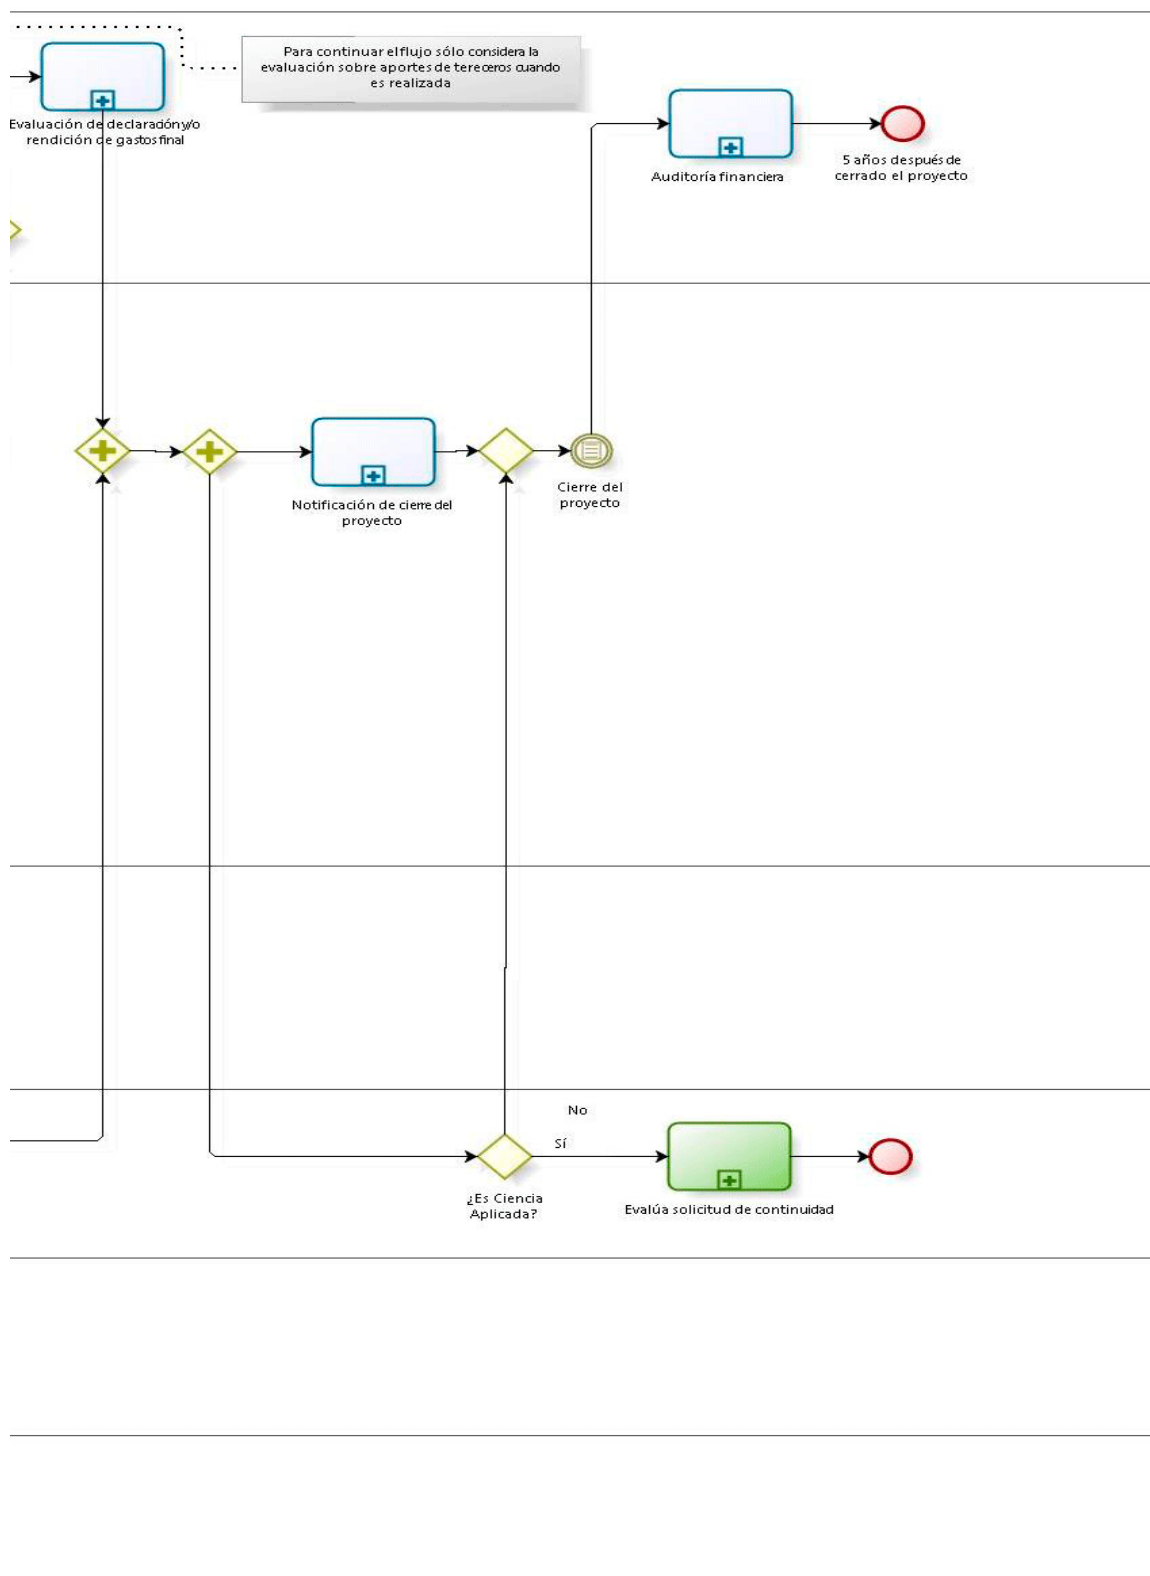 Para continuar el flujo sólo considera la
evaluación sobre aportes de tereceros cuando
es realizada
Evaluación de declaración y/o
rendición de gastos final
Auditoría financiera
5 años después de
cerrado el proyecto
Notificación de cierre del
proyecto
Cierre del
proyecto
No
Sí
¿Es Ciencia
Aplicada?
Evalúa solicitud de continuidad